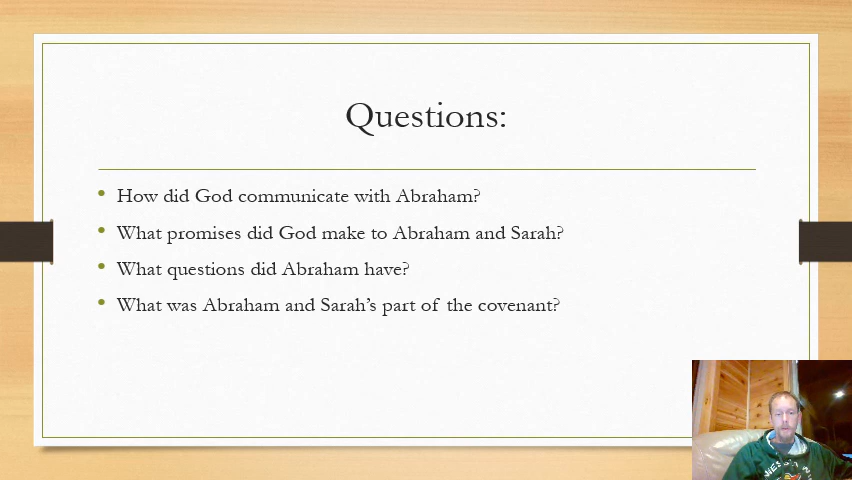 Questions:
• How did God communicate with Abraham?
• What promises did God make to Abraham and Sarah?
• What questions did Abraham have?
• What was Abraham and Sarah’s part of the covenant?